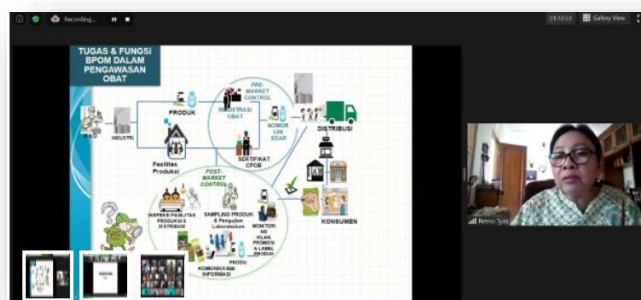 Recording...
01:12:51
Gallery View
TUGAS & FUNGSI
BPOM DALAM
PENGAWASAN
OBAT
PRE-
MARKET
CONTROL
REGISTRASI
OBAT
PRODUK
INDUSTRI
NOMOR
IJIN
EDAR
DISTRIBUSI
Fasilitas
Produksi
SERTIFIKAT
CPOB
POST-
MARKET
CONTROL
INSPEKSI FASILITAS
PRODUKSI &
DISTRIBUSI
SAMPLING PRODUK
& Pengujian
Laboratorium
MONITORI
NG
IKLAN,
PROMOSI
& LABEL
PRODUK
KONSUMEN
KOMUNIKASI
INFORMASI
Retno Tyas